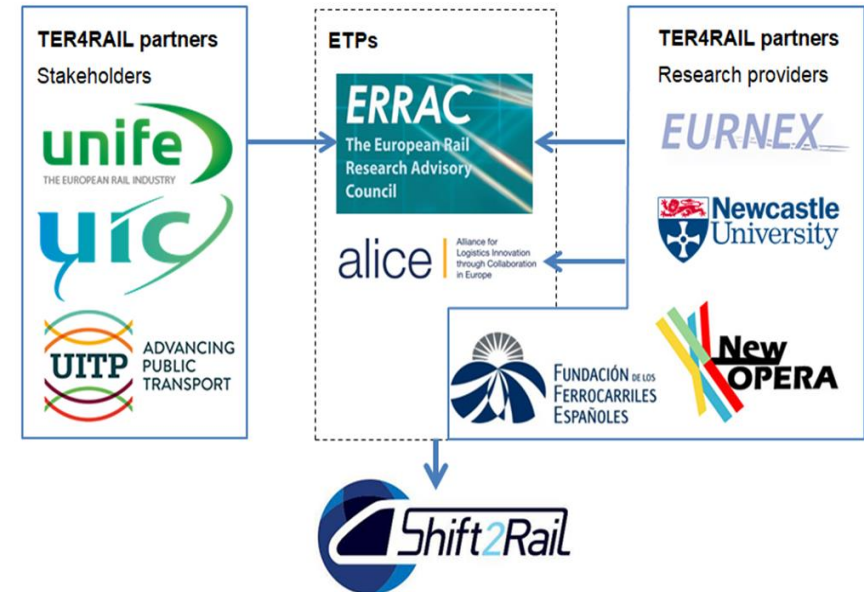 TER4RAIL partners
Stakeholders
unife
THE EUROPEAN RAIL INDUSTRY
uic
UITP
ADVANCING
PUBLIC
TRANSPORT
ETPs
ERRAC
The European Rail
Research Advisory
Council
alice
Alliance for
Logistics Innovation
through Collaboration
in Europe
TER4RAIL partners
Research providers
EURNEX
Newcastle
University
FUNDACIÓN DE LOS
FERROCARRILES
ESPAÑOLES
New
OPERA
Shift2Rail